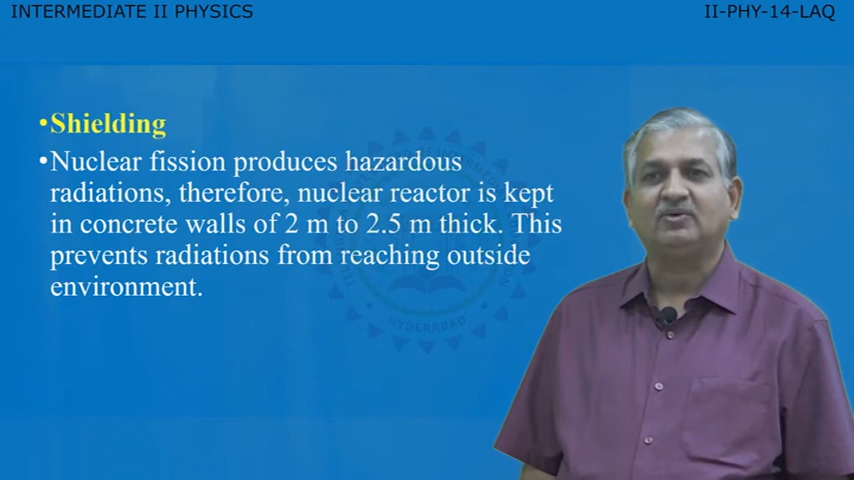 INTERMEDIATE II PHYSICS
II-PHY-14-LAQ
•Shielding
•Nuclear fission produces hazardous
radiations, therefore, nuclear reactor is kept
in concrete walls of 2 m to 2.5 m thick. This
prevents radiations from reaching outside
environment.
HYDERABAD